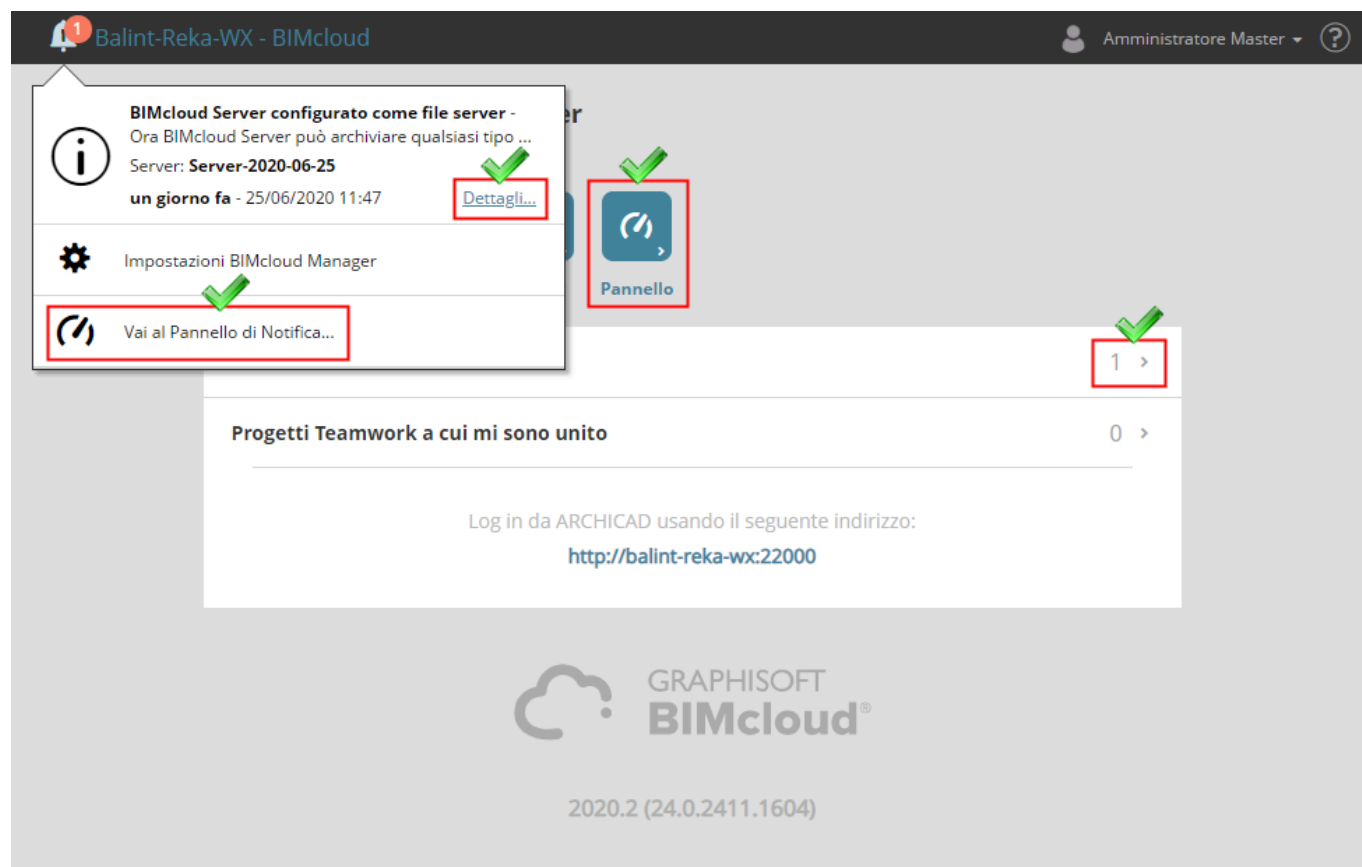 1
Balint-Reka-WX - BIMcloud
Amministratore Master
?
BIMcloud Server configurato come file server -
Ora BIMcloud Server può archiviare qualsiasi tipo ...
Server: Server-2020-06-25
un giorno fa - 25/06/2020 11:47
Dettagli...
Impostazioni BIMcloud Manager
Vai al Pannello di Notifica...
er
Pannello
1
Progetti Teamwork a cui mi sono unito
0
Log in da ARCHICAD usando il seguente indirizzo:
http://balint-reka-wx:22000
GRAPHISOFT
BIMcloud®
2020.2 (24.0.2411.1604)